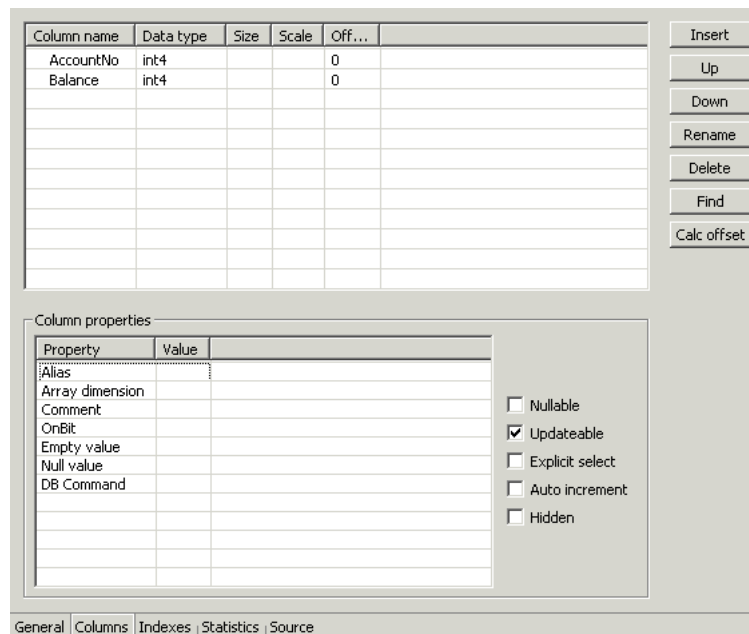 Column name Data type Size Scale Off...
AccountNo int4 0
Balance int4 0
Insert
Up
Down
Rename
Delete
Find
Calc offset
Column properties
Property Value
Alias
Array dimension
Comment
OnBit
Empty value
Null value
DB Command
Nullable
Updateable
Explicit select
Auto increment
Hidden
General Columns Indexes Statistics Source